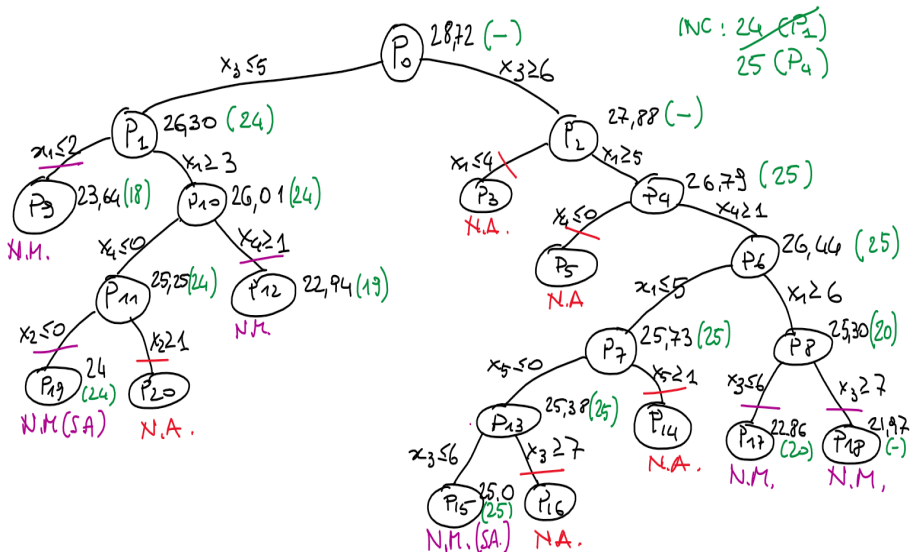 INC: 24 (P1)
25 (P4)
P0 28,72 (-)
x3≤5
x3≥6
P1 26,30 (24)
P2 27,88 (-)
x1≤2
x1≥3
x1≤4
x1≥5
P9 23,64 (18)
N.M.
P10 26,01 (24)
P3
N.A.
P4 26,79 (25)
x4≤0
x4≥1
x4≤0
x4≥1
P11 25,25 (24)
P12 22,94 (19)
N.M.
P5
N.A
P6 26,44 (25)
x2≤0
x2≥1
x1≤5
x1≥6
P19 24 (24)
N.M (SA)
P20
N.A.
P7 25,73 (25)
P8 25,30 (20)
x5≤0
x5≥1
x3≤6
x3≥7
P13 25,38 (25)
P14
N.A.
P17 22,86 (20)
N.M.
P18 21,97 (-)
N.M,
x3≤6
x3≥7
P15 25,0 (25)
N.M. (SA.)
P16
NA.